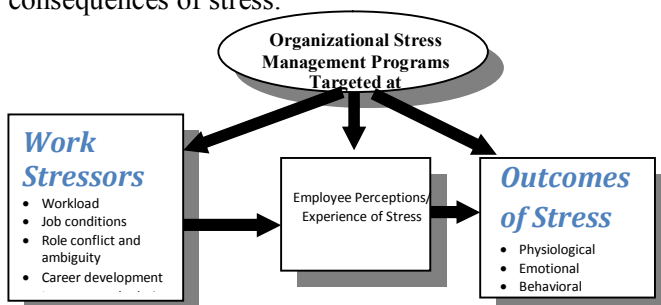 consequences of stress.
Organizational Stress
Management Programs
Targeted at
Work
Stressors
• Workload
• Job conditions
• Role conflict and
ambiguity
• Career development
Employee Perceptions/
Experience of Stress
Outcomes
of Stress
• Physiological
• Emotional
• Behavioral